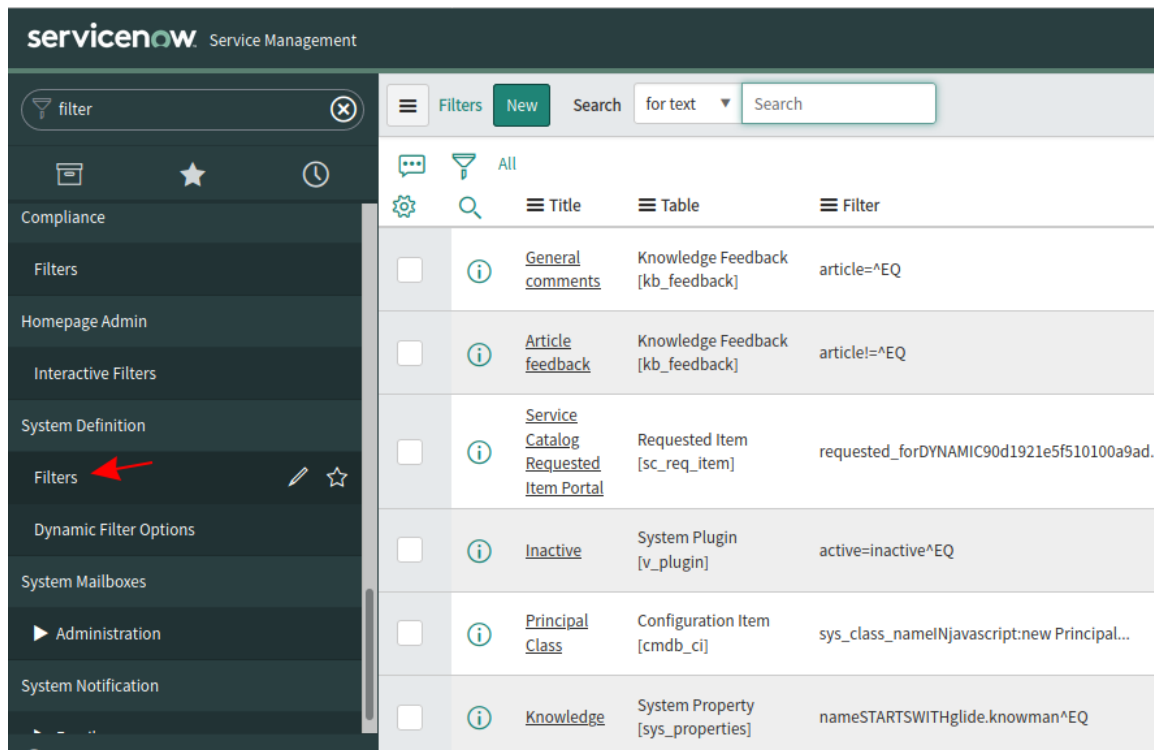 servicenow. Service Management
filter
Compliance
Filters
Homepage Admin
Interactive Filters
System Definition
Filters
Dynamic Filter Options
System Mailboxes
Administration
System Notification
Filters New Search for text Search
All
Title Table Filter
General comments
Knowledge Feedback [kb_feedback]
article=^EQ
Article feedback
Knowledge Feedback [kb_feedback]
article!=^EQ
Service Catalog Requested Item Portal
Requested Item [sc_req_item]
requested_forDYNAMIC90d1921e5f510100a9ad.
Inactive
System Plugin [v_plugin]
active=inactive^EQ
Principal Class
Configuration Item [cmdb_ci]
sys_class_nameINjavascript:new Principal...
Knowledge
System Property [sys_properties]
nameSTARTSWITHglide.knowman^EQ